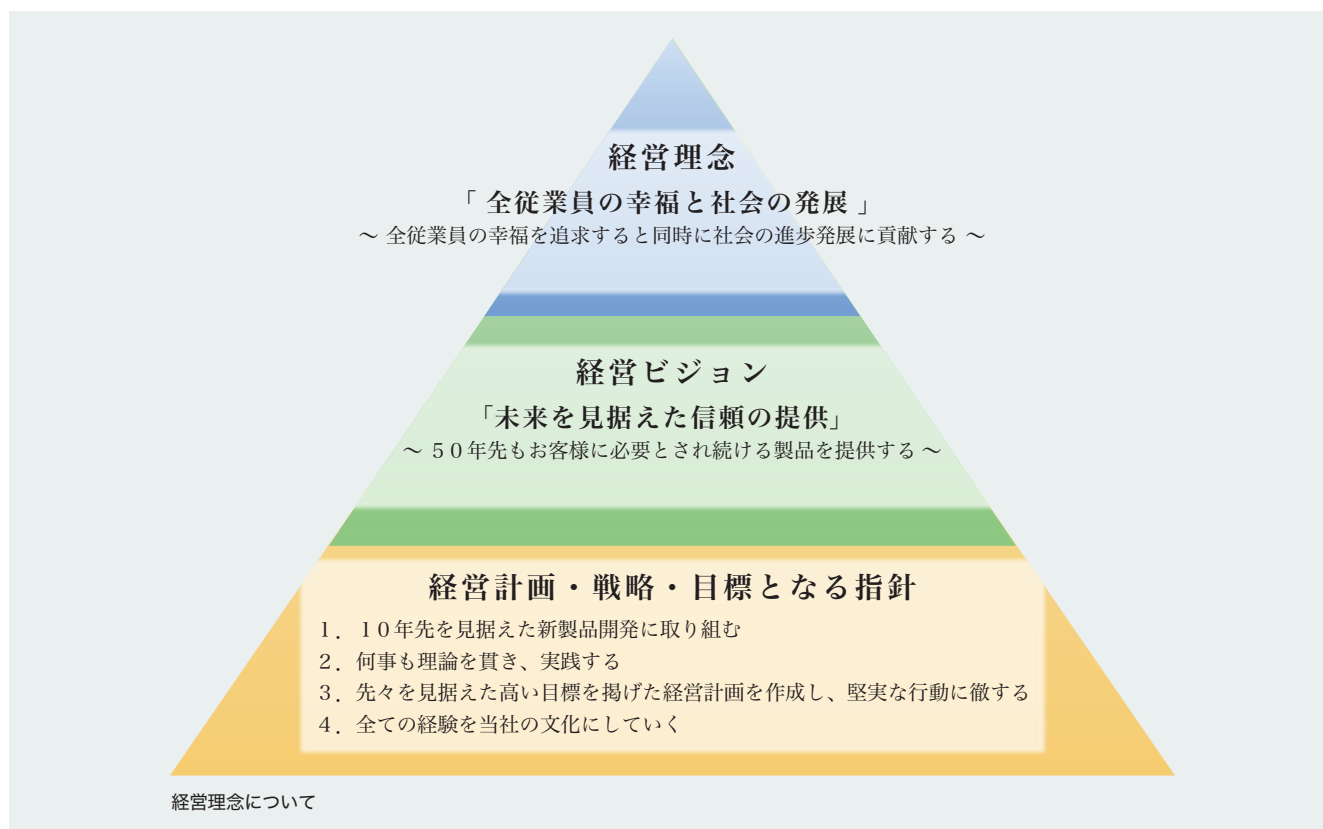 経営理念
「 全従業員の幸福と社会の発展 」
～ 全従業員の幸福を追求すると同時に社会の進歩発展に貢献する ～
経営ビジョン
「未来を見据えた信頼の提供」
～ ５０年先もお客様に必要とされ続ける製品を提供する ～
経営計画・戦略・目標となる指針
１．１０年先を見据えた新製品開発に取り組む
２．何事も理論を貫き、実践する
３．先々を見据えた高い目標を掲げた経営計画を作成し、堅実な行動に徹する
４．全ての経験を当社の文化にしていく
経営理念について